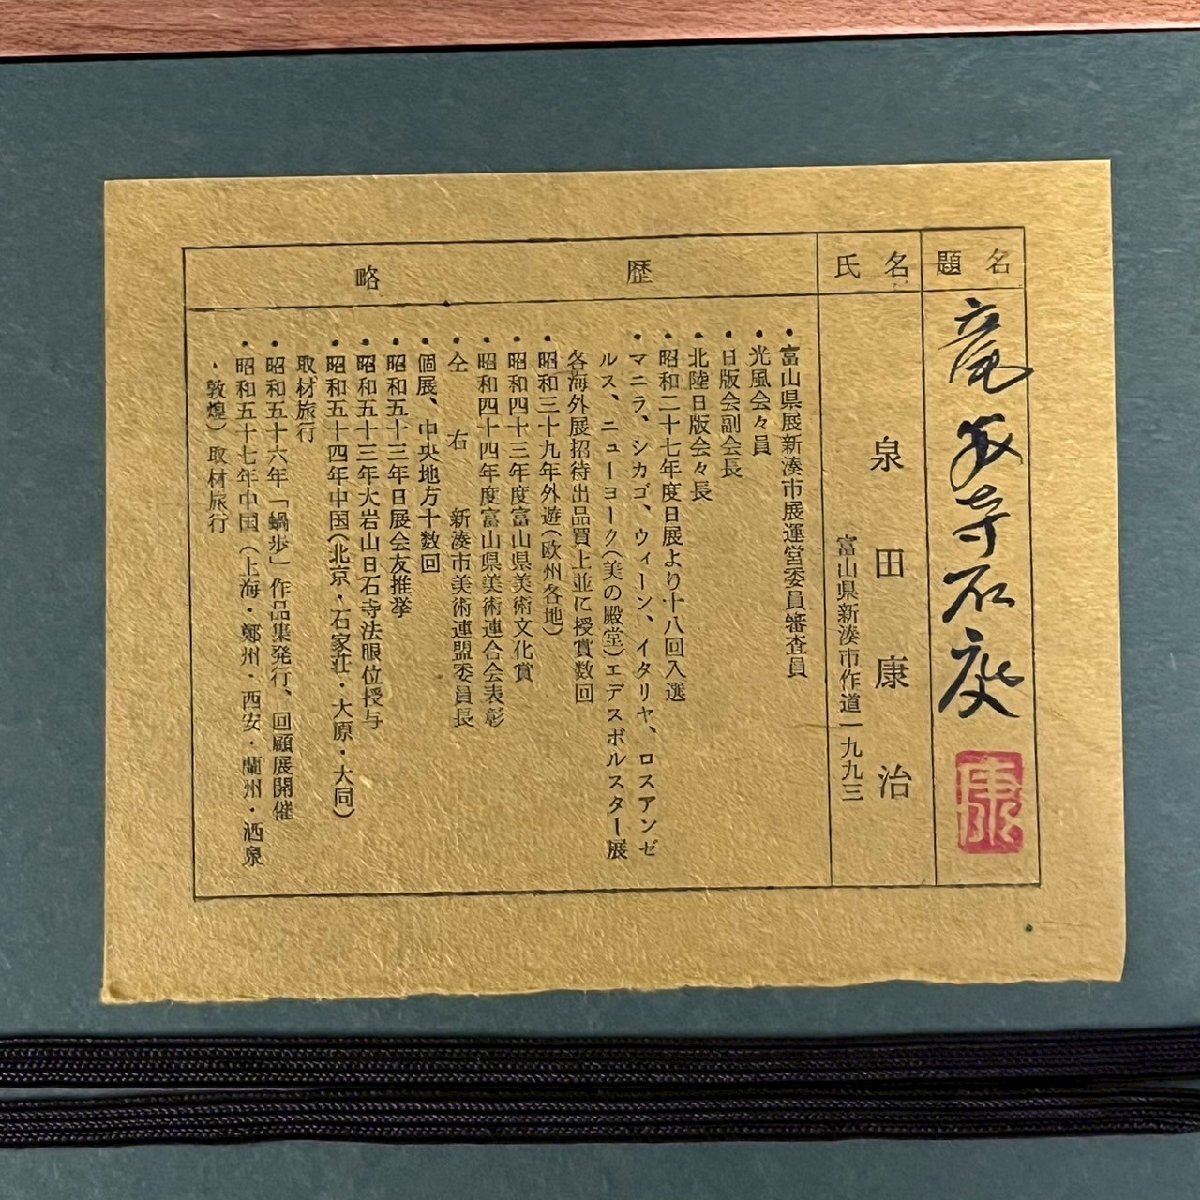 題名
竜安寺石庭
康
氏名
泉田康治
富山県新湊市作道一九九三
歴
略
・富山県展新湊市展運営委員審査員
・光風会々員
・日版会副会長
・北陸日版会々長
・昭和二十七年度日展より十八回入選
・マニラ、シカゴ、ウィーン、イタリヤ、ロスアンゼ
ルス、ニューヨーク(美の殿堂)エデスボルスター展
各海外展招待出品買上並に授賞数回
・昭和三十九年外遊(欧州各地)
・昭和四十三年度富山県美術文化賞
・昭和四十四年度富山県美術連合会表彰
・仝 右 新湊市美術連盟委員長
・個展、中央地方十数回
・昭和五十三年日展会友推挙
・昭和五十三年大岩山日石寺法眼位授与
・昭和五十四年中国(北京・石家荘・大原・大同)
取材旅行
・昭和五十六年「蝸歩」作品集発行、回顧展開催
・昭和五十七年中国(上海・鄭州・西安・蘭州・酒泉
・敦煌)取材旅行